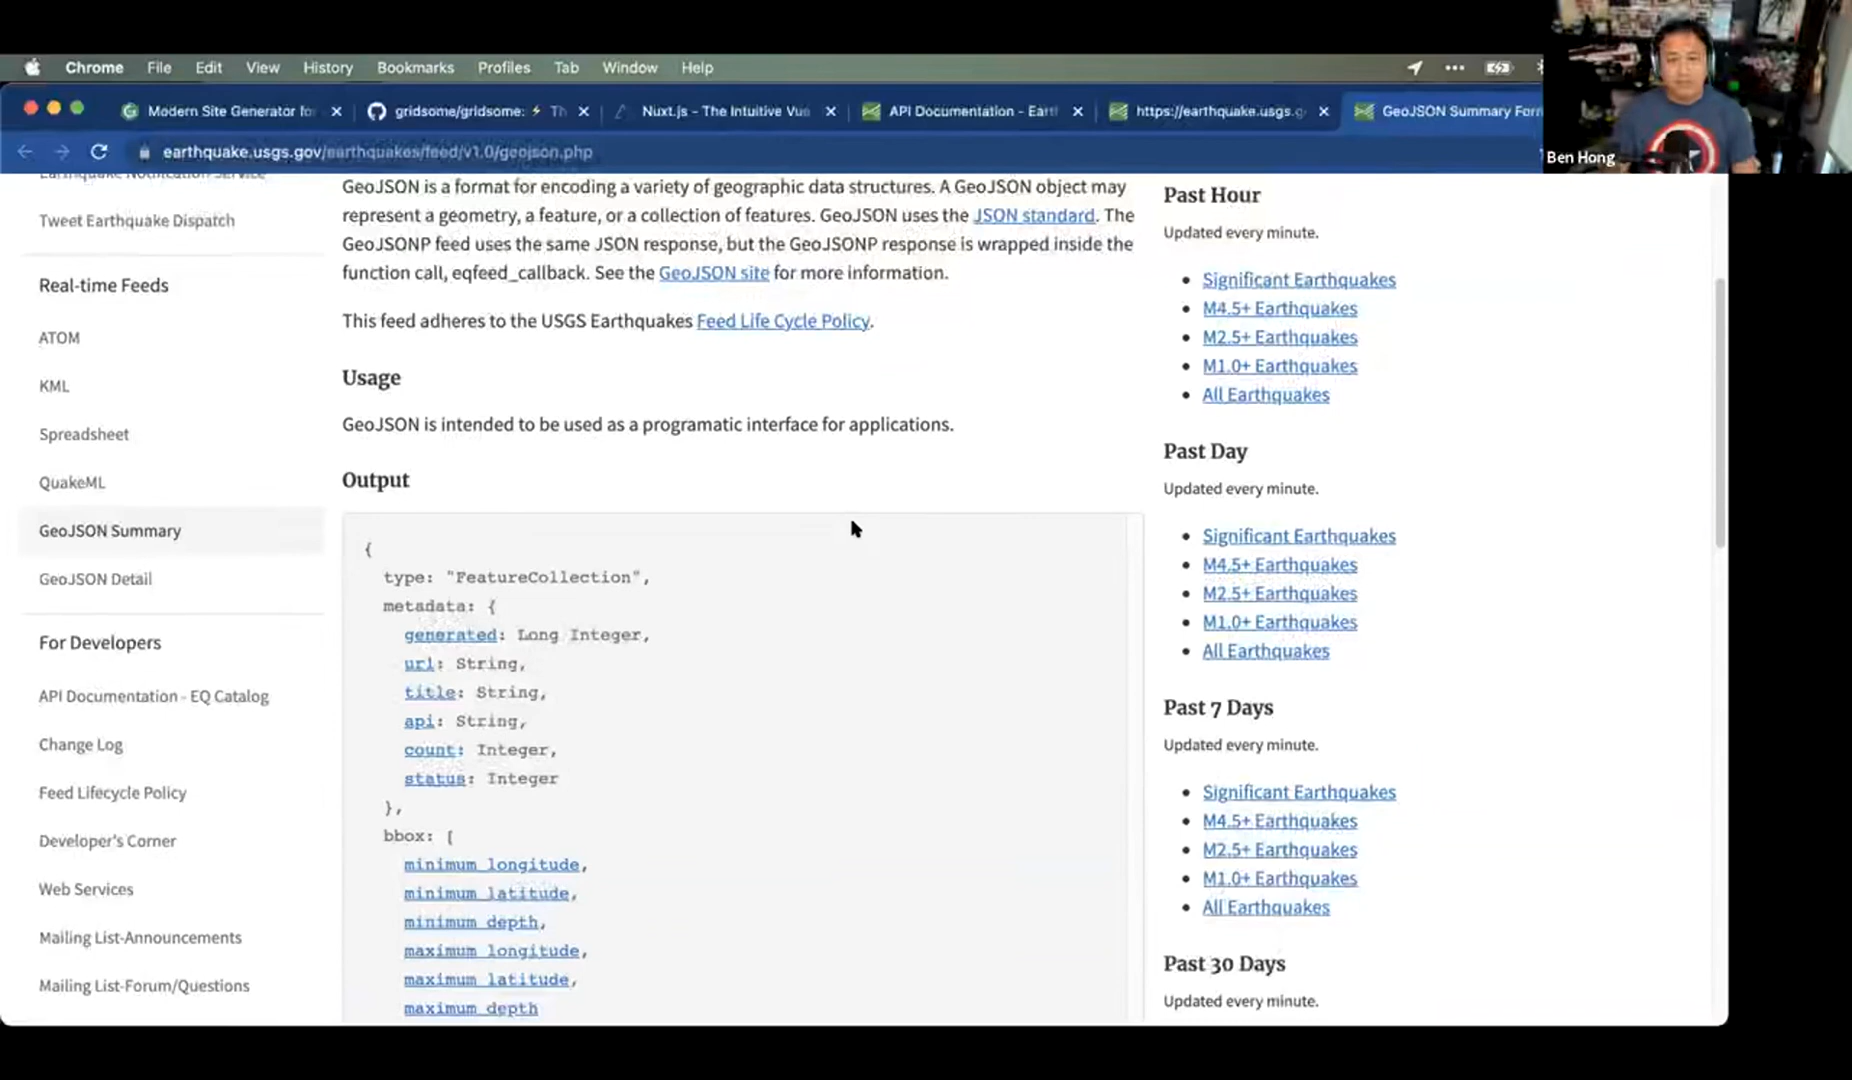 Chrome File Edit View History Bookmarks Profiles Tab Window Help
Modern Site Generator fo
gridsome/gridsome: ⚡ Th
Nuxt.js - The Intuitive Vue
API Documentation - Eart
https://earthquake.usgs.g
GeoJSON Summary Form
earthquake.usgs.gov/earthquakes/feed/v1.0/geojson.php
Ben Hong
Earthquake Notification Service
Tweet Earthquake Dispatch
Real-time Feeds
ATOM
KML
Spreadsheet
QuakeML
GeoJSON Summary
GeoJSON Detail
For Developers
API Documentation - EQ Catalog
Change Log
Feed Lifecycle Policy
Developer's Corner
Web Services
Mailing List-Announcements
Mailing List-Forum/Questions
GeoJSON is a format for encoding a variety of geographic data structures. A GeoJSON object may
represent a geometry, a feature, or a collection of features. GeoJSON uses the JSON standard. The
GeoJSONP feed uses the same JSON response, but the GeoJSONP response is wrapped inside the
function call, eqfeed_callback. See the GeoJSON site for more information.
This feed adheres to the USGS Earthquakes Feed Life Cycle Policy.
Usage
GeoJSON is intended to be used as a programatic interface for applications.
Output
{
type: "FeatureCollection",
metadata: {
generated: Long Integer,
url: String,
title: String,
api: String,
count: Integer,
status: Integer
},
bbox: [
minimum longitude,
minimum latitude,
minimum depth,
maximum longitude,
maximum latitude,
maximum depth
Past Hour
Updated every minute.
• Significant Earthquakes
• M4.5+ Earthquakes
• M2.5+ Earthquakes
• M1.0+ Earthquakes
• All Earthquakes
Past Day
Updated every minute.
• Significant Earthquakes
• M4.5+ Earthquakes
• M2.5+ Earthquakes
• M1.0+ Earthquakes
• All Earthquakes
Past 7 Days
Updated every minute.
• Significant Earthquakes
• M4.5+ Earthquakes
• M2.5+ Earthquakes
• M1.0+ Earthquakes
• All Earthquakes
Past 30 Days
Updated every minute.